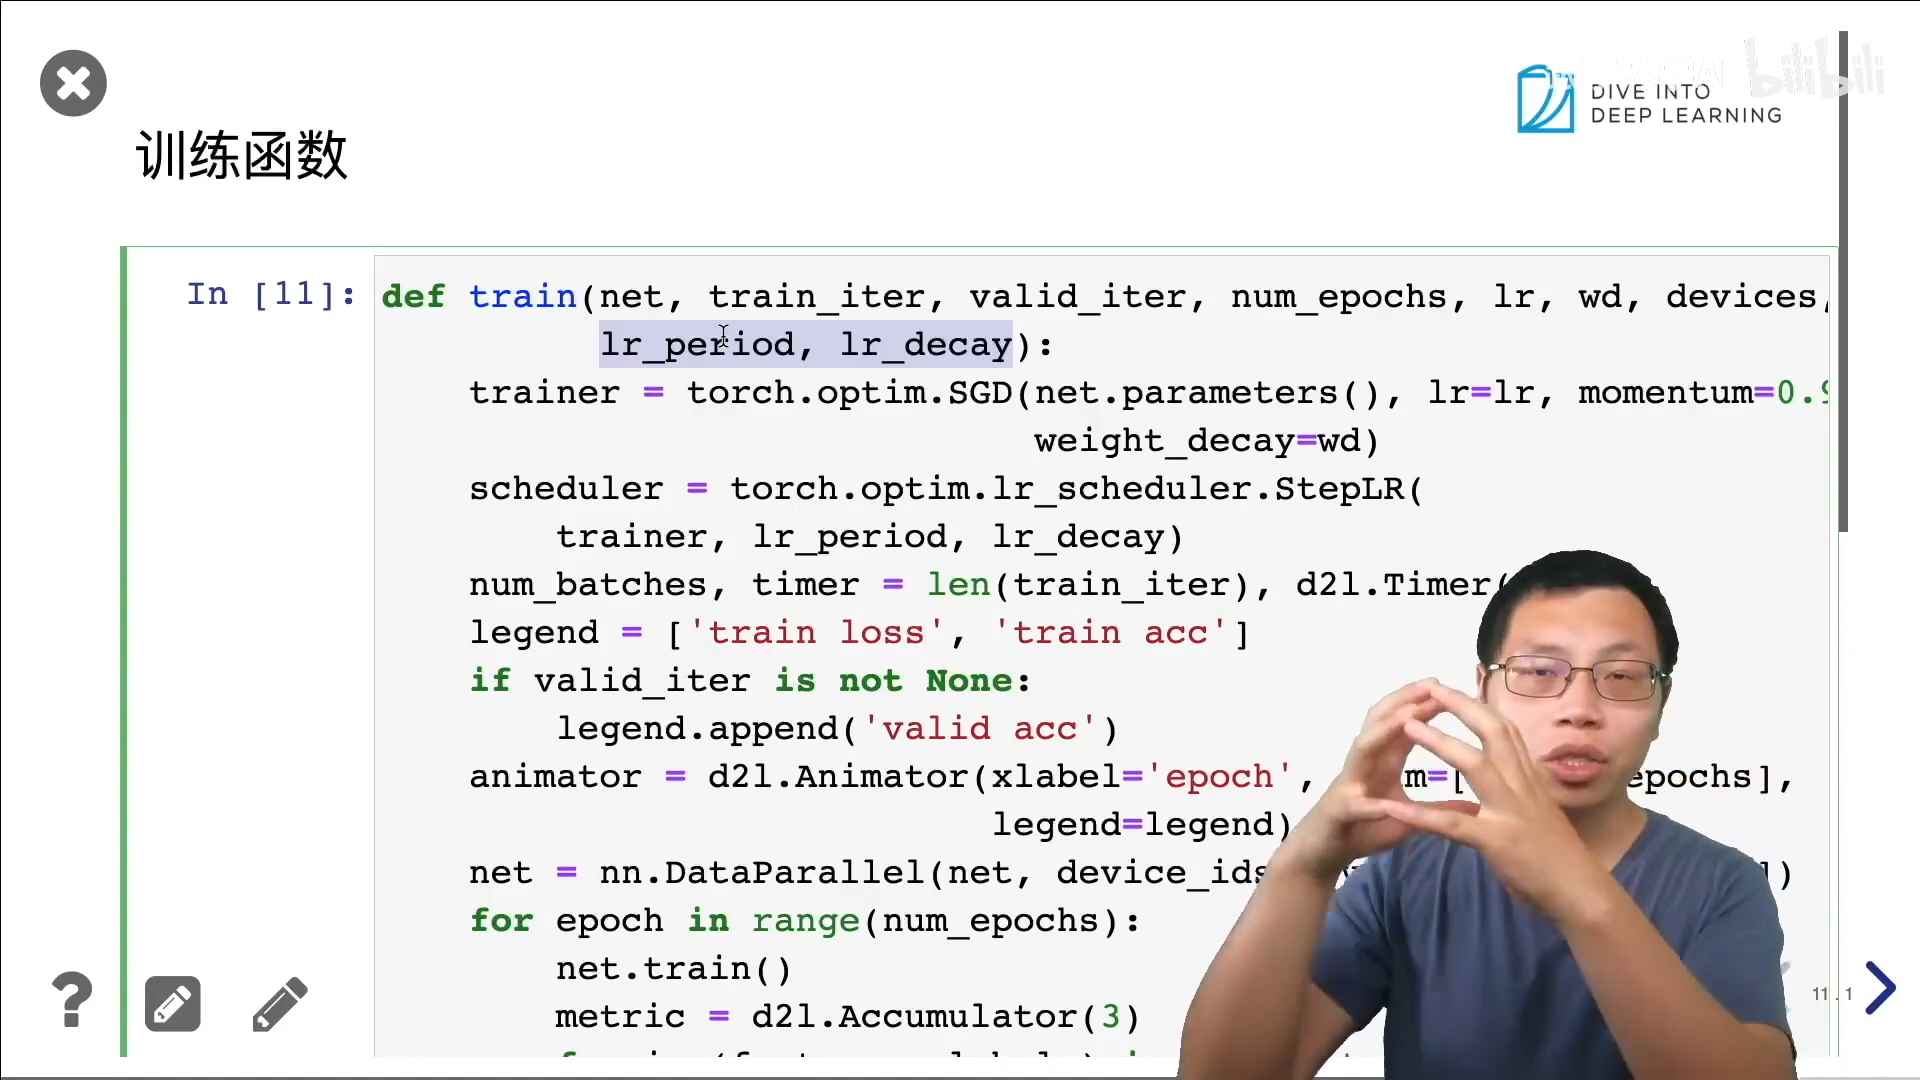 bilibili
DIVE INTO
DEEP LEARNING
训练函数
In [11]:
def train(net, train_iter, valid_iter, num_epochs, lr, wd, devices,
lr_period, lr_decay):
trainer = torch.optim.SGD(net.parameters(), lr=lr, momentum=0.9
weight_decay=wd)
scheduler = torch.optim.lr_scheduler.StepLR(
trainer, lr_period, lr_decay)
num_batches, timer = len(train_iter), d2l.Timer(
legend = ['train loss', 'train acc']
if valid_iter is not None:
legend.append('valid acc')
animator = d2l.Animator(xlabel='epoch', m=[ epochs],
legend=legend)
net = nn.DataParallel(net, device_ids ])
for epoch in range(num_epochs):
net.train()
metric = d2l.Accumulator(3)
11.1